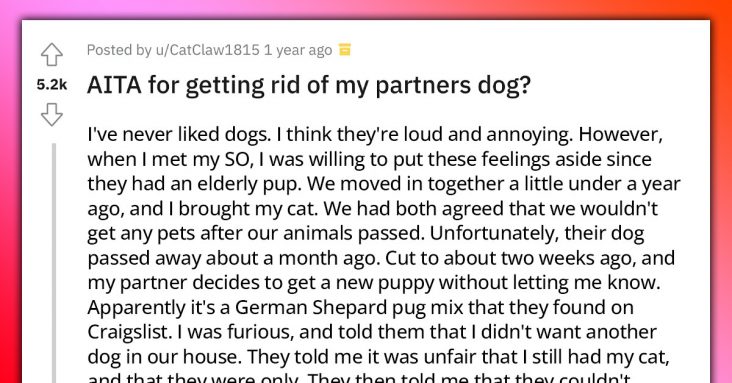 Posted by u/CatClaw1815 1 year ago
5.2k
AITA for getting rid of my partners dog?
I've never liked dogs. I think they're loud and annoying. However,
when I met my SO, I was willing to put these feelings aside since
they had an elderly pup. We moved in together a little under a year
ago, and I brought my cat. We had both agreed that we wouldn't
get any pets after our animals passed. Unfortunately, their dog
passed away about a month ago. Cut to about two weeks ago, and
my partner decides to get a new puppy without letting me know.
Apparently it's a German Shepard pug mix that they found on
Craigslist. I was furious, and told them that I didn't want another
dog in our house. They told me it was unfair that I still had my cat,
and that they were only. They then told me that they couldn't